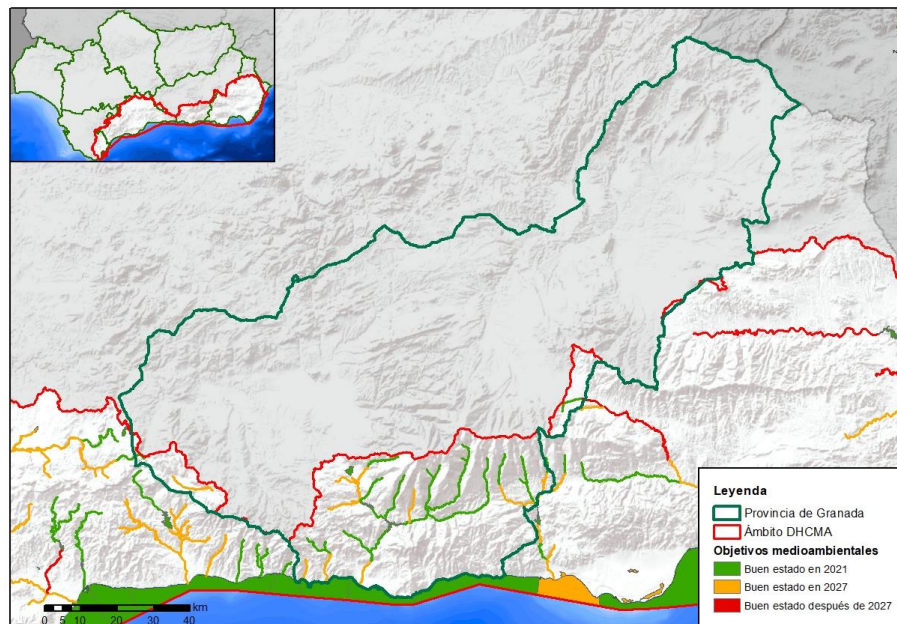 Leyenda
Provincia de Granada
Ámbito DHCMA
Objetivos medioambientales
Buen estado en 2021
Buen estado en 2027
Buen estado después de 2027
km
0 5 10 20 30 40